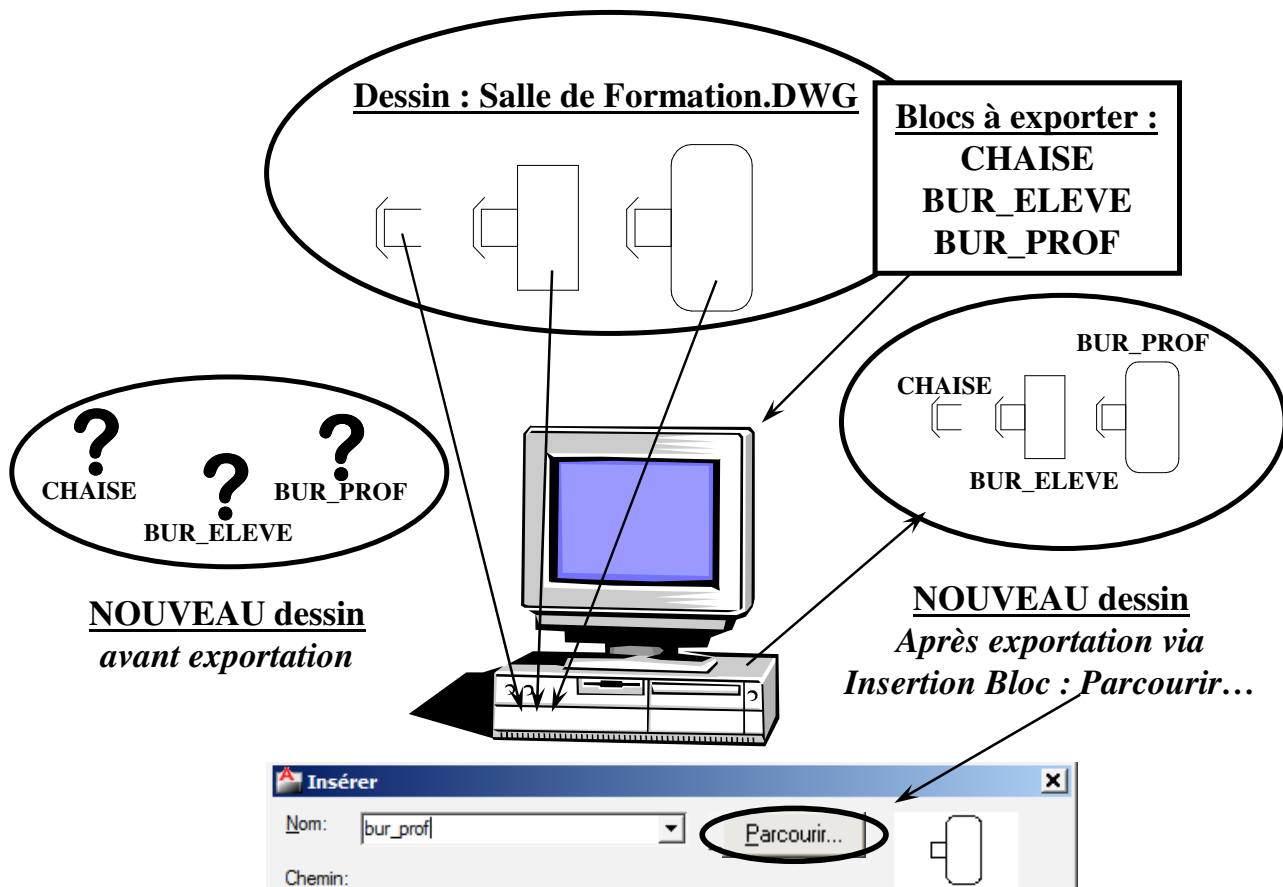 Dessin : Salle de Formation.DWG
Blocs à exporter :
CHAISE
BUR_ELEVE
BUR_PROF
BUR_PROF
CHAISE
BUR_ELEVE
CHAISE
BUR_PROF
BUR_ELEVE
NOUVEAU dessin
avant exportation
NOUVEAU dessin
Après exportation via
Insertion Bloc : Parcourir…
Insérer
Nom: bur_prof Parcourir...
Chemin: